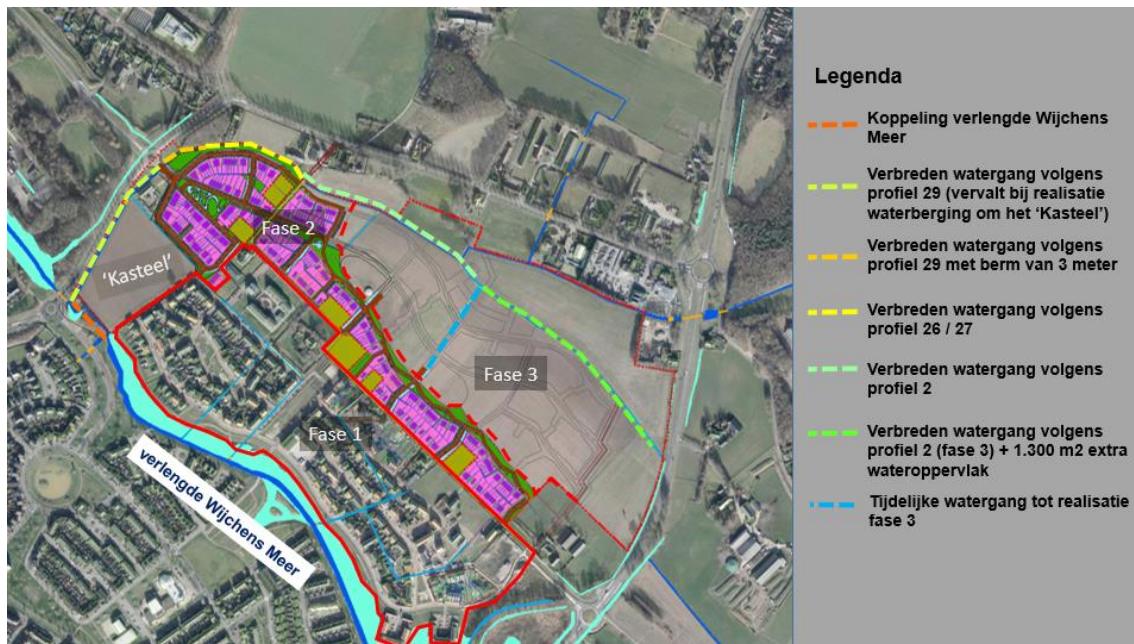 Fase 2
'Kasteel'
Fase 3
Fase 1
verlengde Wijchens Meer
Legenda
Koppeling verlengde Wijchens
Meer
Verbreden watergang volgens
profiel 29 (vervalt bij realisatie
waterberging om het 'Kasteel')
Verbreden watergang volgens
profiel 29 met berm van 3 meter
Verbreden watergang volgens
profiel 26 / 27
Verbreden watergang volgens
profiel 2
Verbreden watergang volgens
profiel 2 (fase 3) + 1.300 m2 extra
wateroppervlak
Tijdelijke watergang tot realisatie
fase 3